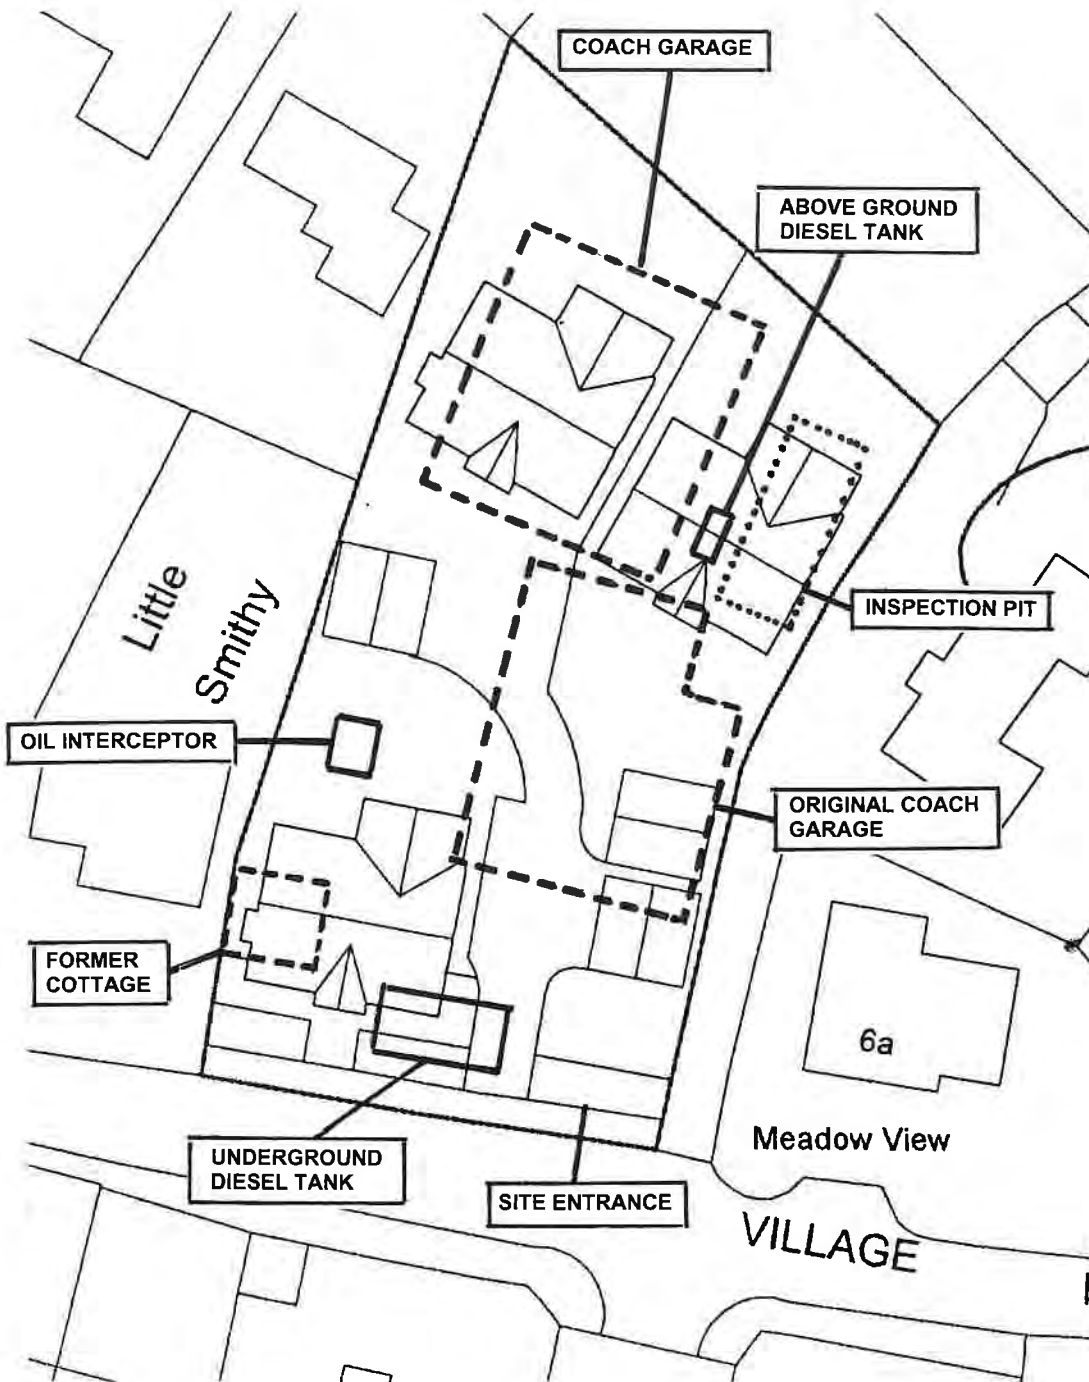 COACH GARAGE
ABOVE GROUND
DIESEL TANK
Little
Smithy
INSPECTION PIT
OIL INTERCEPTOR
ORIGINAL COACH
GARAGE
FORMER
COTTAGE
6a
UNDERGROUND
DIESEL TANK
Meadow View
SITE ENTRANCE
VILLAGE